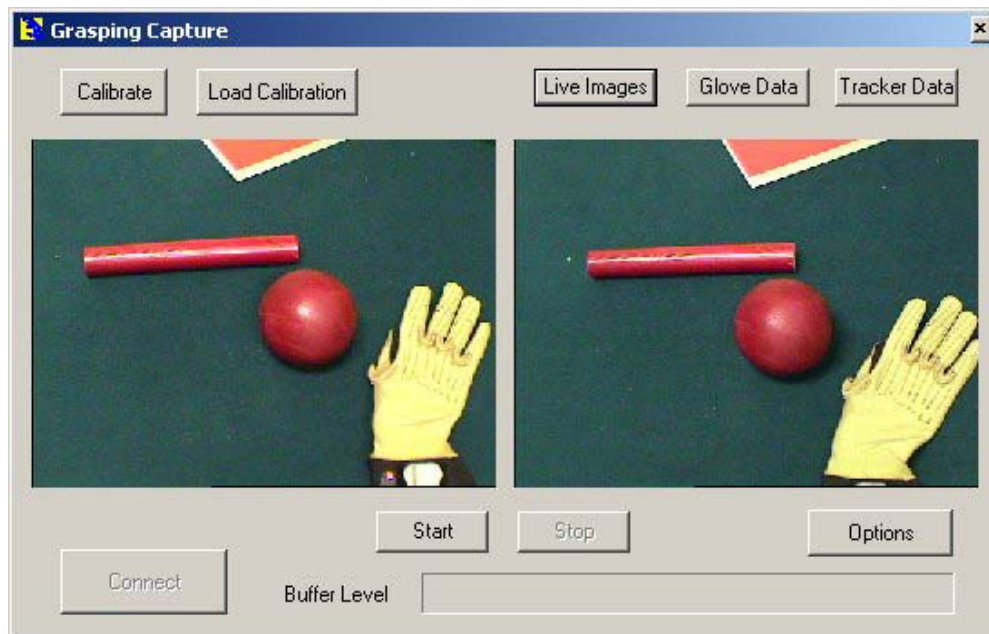 Grasping Capture
Calibrate
Load Calibration
Live Images
Glove Data
Tracker Data
Start
Stop
Options
Connect
Buffer Level